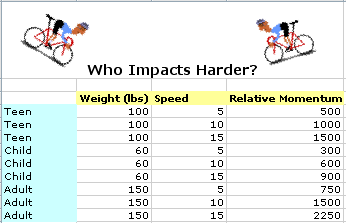 Who Impacts Harder?
Weight (lbs) Speed Relative Momentum
Teen 100 5 500
Teen 100 10 1000
Teen 100 15 1500
Child 60 5 300
Child 60 10 600
Child 60 15 900
Adult 150 5 750
Adult 150 10 1500
Adult 150 15 2250